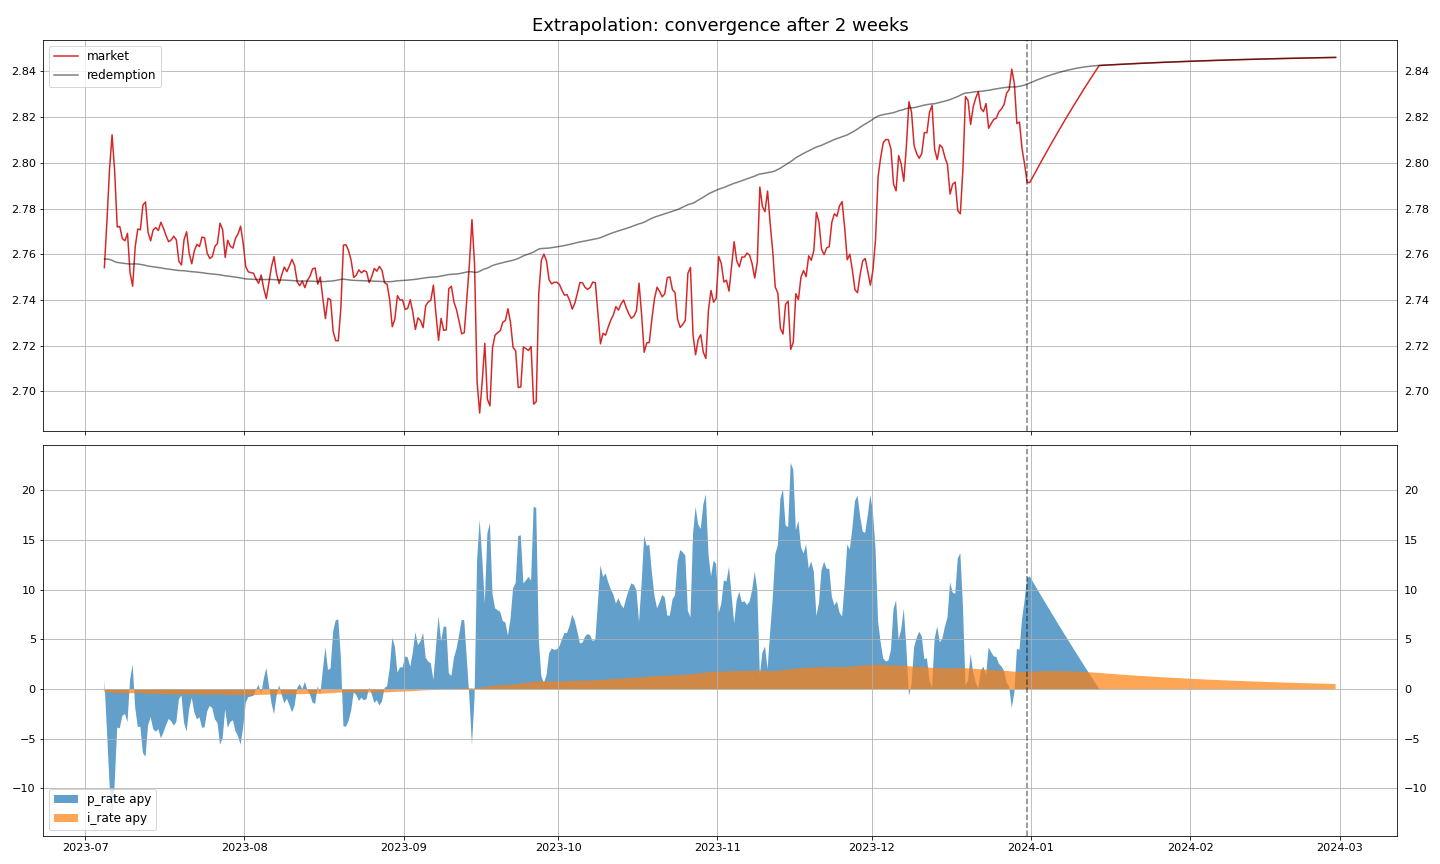 Extrapolation: convergence after 2 weeks
market
redemption
2.84 2.84
2.82 2.82
2.80 2.80
2.78 2.78
2.76 2.76
2.74 2.74
2.72 2.72
2.70 2.70
20 20
15 15
10 10
5 5
0 0
−5 −5
−10 −10
p_rate apy
i_rate apy
2023-07 2023-08 2023-09 2023-10 2023-11 2023-12 2024-01 2024-02 2024-03